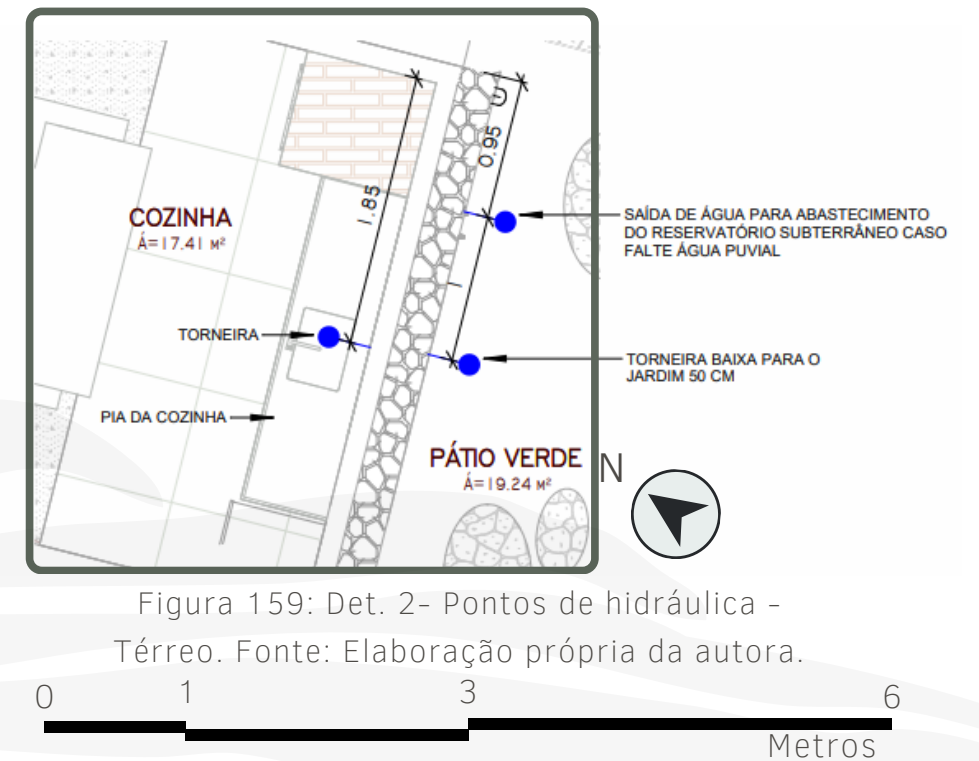 0.95
1.85
COZINHA
Á=17.41 M²
SAÍDA DE ÁGUA PARA ABASTECIMENTO
DO RESERVATÓRIO SUBTERRÂNEO CASO
FALTE ÁGUA PUVIAL
1
TORNEIRA
TORNEIRA BAIXA PARA O
JARDIM 50 CM
PIA DA COZINHA
PÁTIO VERDE
Á=19.24 M²
N
Figura 159: Det. 2- Pontos de hidráulica -
Térreo. Fonte: Elaboração própria da autora.
0 1 3 6
Metros